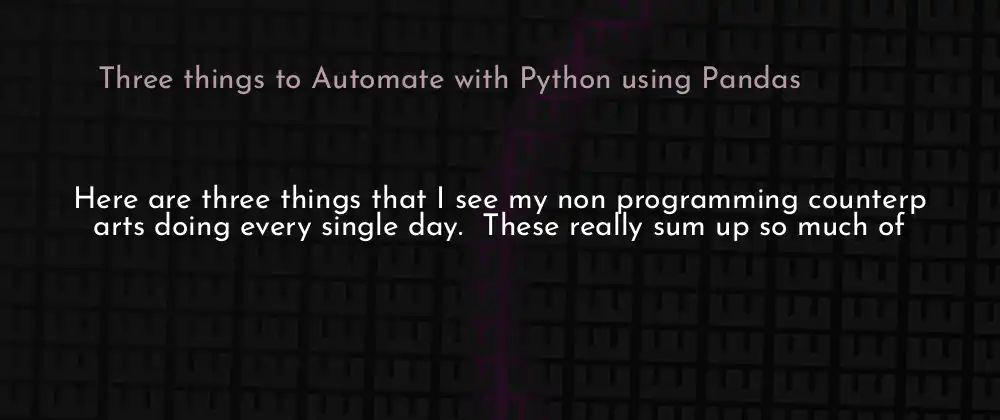 Three things to Automate with Python using Pandas
Here are three things that I see my non programming counterp
arts doing every single day.  These really sum up so much of